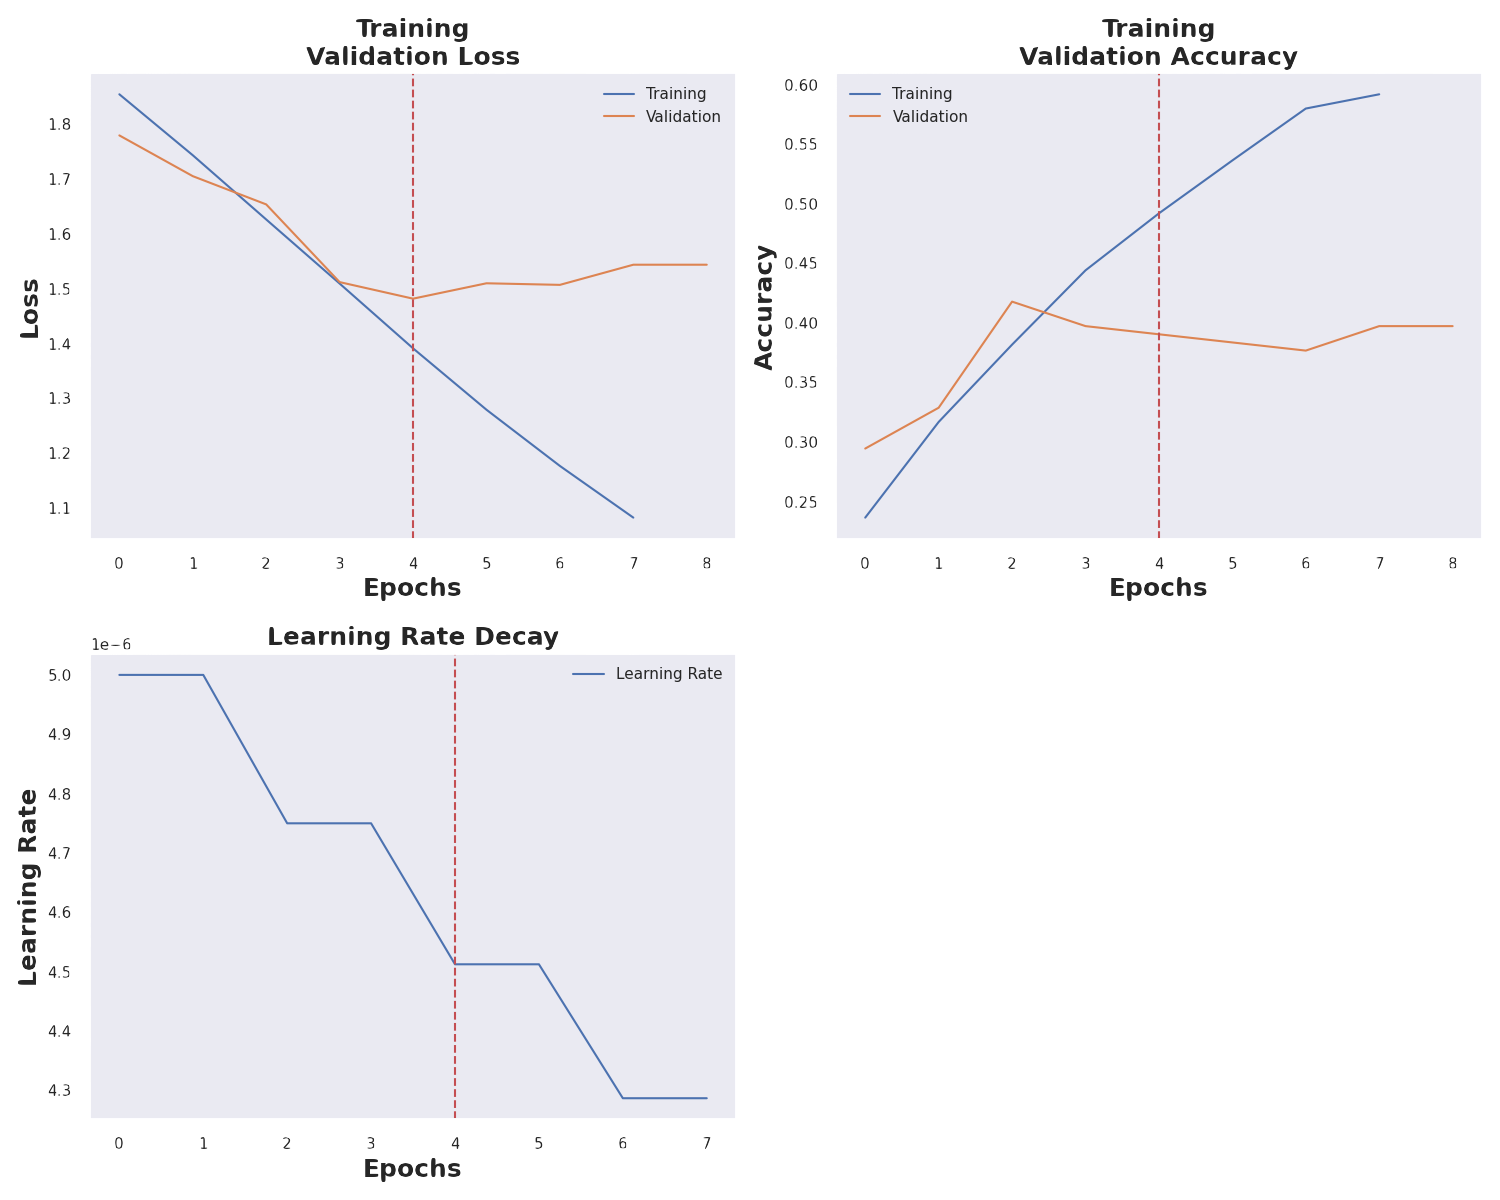 Training
Validation Loss
Training
Validation
Loss
1.8
1.7
1.6
1.5
1.4
1.3
1.2
1.1
0 1 2 3 4 5 6 7 8
Epochs
Training
Validation Accuracy
Training
Validation
Accuracy
0.60
0.55
0.50
0.45
0.40
0.35
0.30
0.25
0 1 2 3 4 5 6 7 8
Epochs
Learning Rate Decay
1e−6
Learning Rate
Learning Rate
5.0
4.9
4.8
4.7
4.6
4.5
4.4
4.3
0 1 2 3 4 5 6 7
Epochs